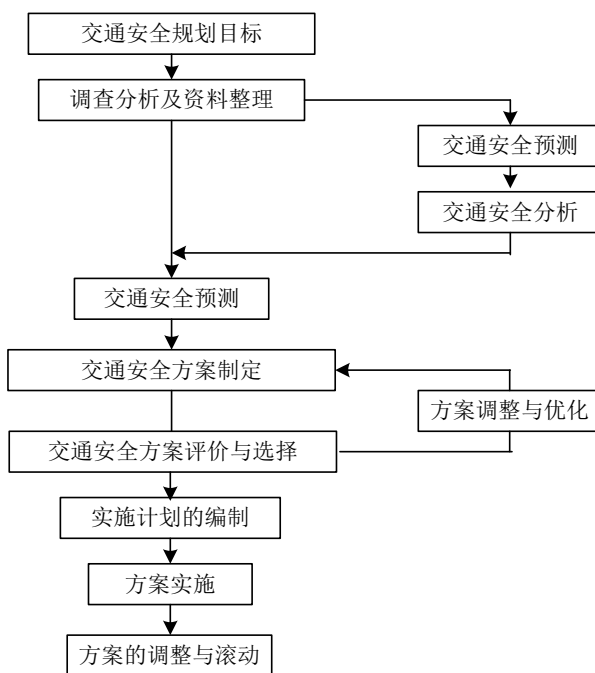 交通安全规划目标
调查分析及资料整理
交通安全预测
交通安全分析
交通安全预测
交通安全方案制定
方案调整与优化
交通安全方案评价与选择
实施计划的编制
方案实施
方案的调整与滚动